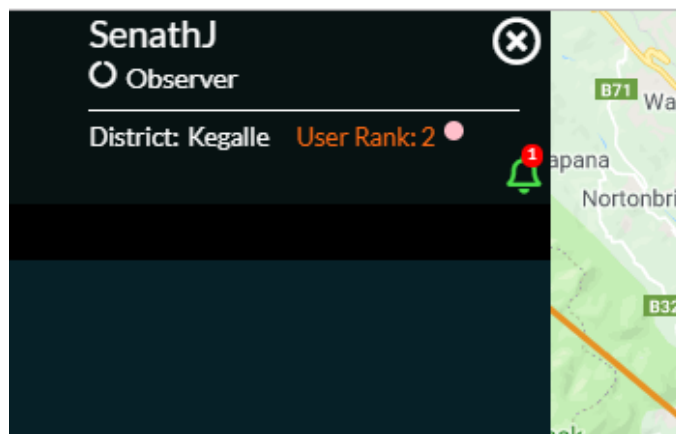 SenathJ
Observer
District: Kegalle User Rank: 2
1
B71
Wa
apana
Nortonbri
B32